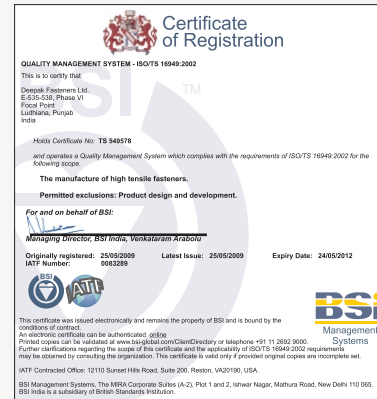 Certificate
of Registration
QUALITY MANAGEMENT SYSTEM - ISO/TS 16949:2002
This is to certify that
Deepak Fasteners Ltd.
E-535-538, Phase VI
Focal Point
Ludhiana, Punjab
India
Holds Certificate No: TS 549578
and operates a Quality Management System which complies with the requirements of ISO/TS 16949:2002 for the
following scope.
The manufacture of high tensile fasteners.
Permitted exclusions: Product design and development.
For and on behalf of BSI:
Managing Director, BSI India, Venkataram Arabolu
Originally registered: 25/05/2009 Latest Issue: 25/05/2009 Expiry Date: 24/05/2012
IATF Number: 0083289
BSI
IATF
BSi
Management
Systems
This certificate was issued electronically and remains the property of BSI and is bound by the
conditions of contract.
An electronic certificate can be authenticated online
Printed copies can be validated at www.bsi-global.com/ClientDirectory or telephone +91 11 2692 9000.
Further clarifications regarding the scope of this certificate and the applicability of ISO/TS 16949:2002 requirements
may be obtained by consulting the organization. This certificate is valid only if provided original copies are incomplete set.
IATF Contracted Office: 12110 Sunset Hills Road, Suite 200, Reston, VA20190, USA.
BSI Management Systems, The MIRA Corporate Suites (A-2), Plot 1 and 2, Ishwar Nagar, Mathura Road, New Delhi 110 065.
BSI India is a subsidiary of British Standards Institution.
BSI
TM